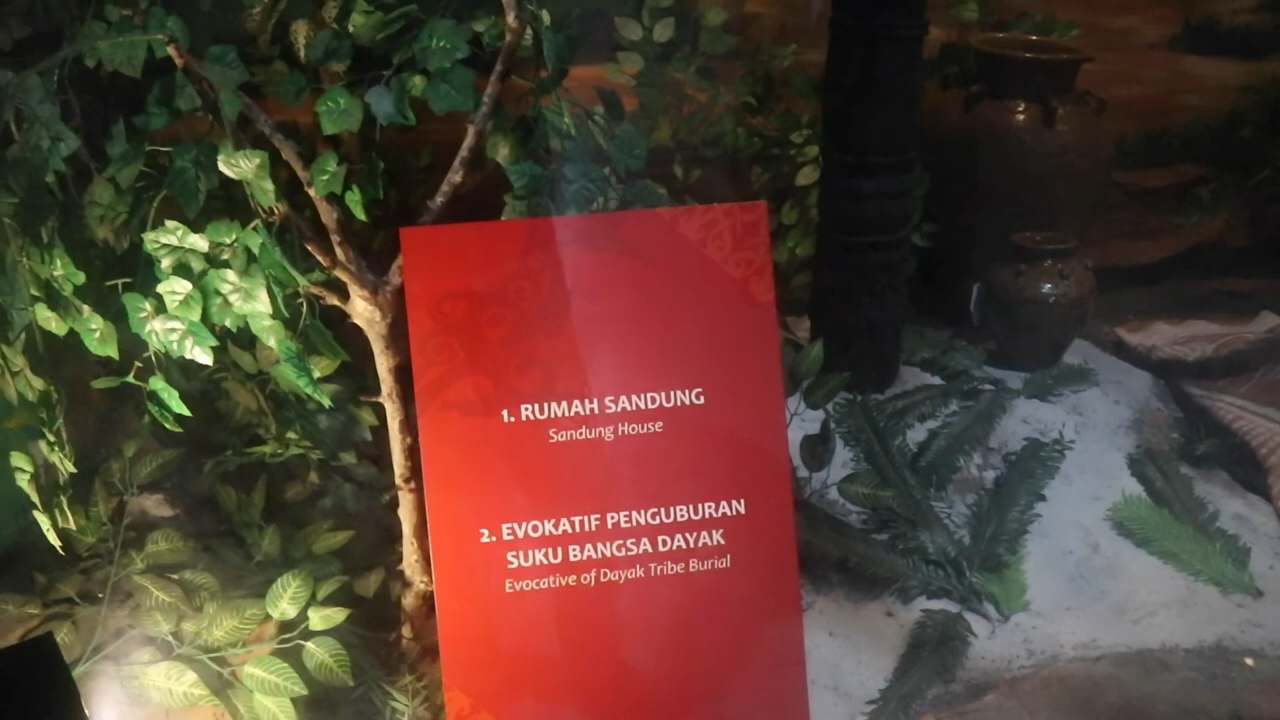 1. RUMAH SANDUNG
Sandung House
2. EVOKATIF PENGUBURAN
SUKU BANGSA DAYAK
Evocative of Dayak Tribe Burial